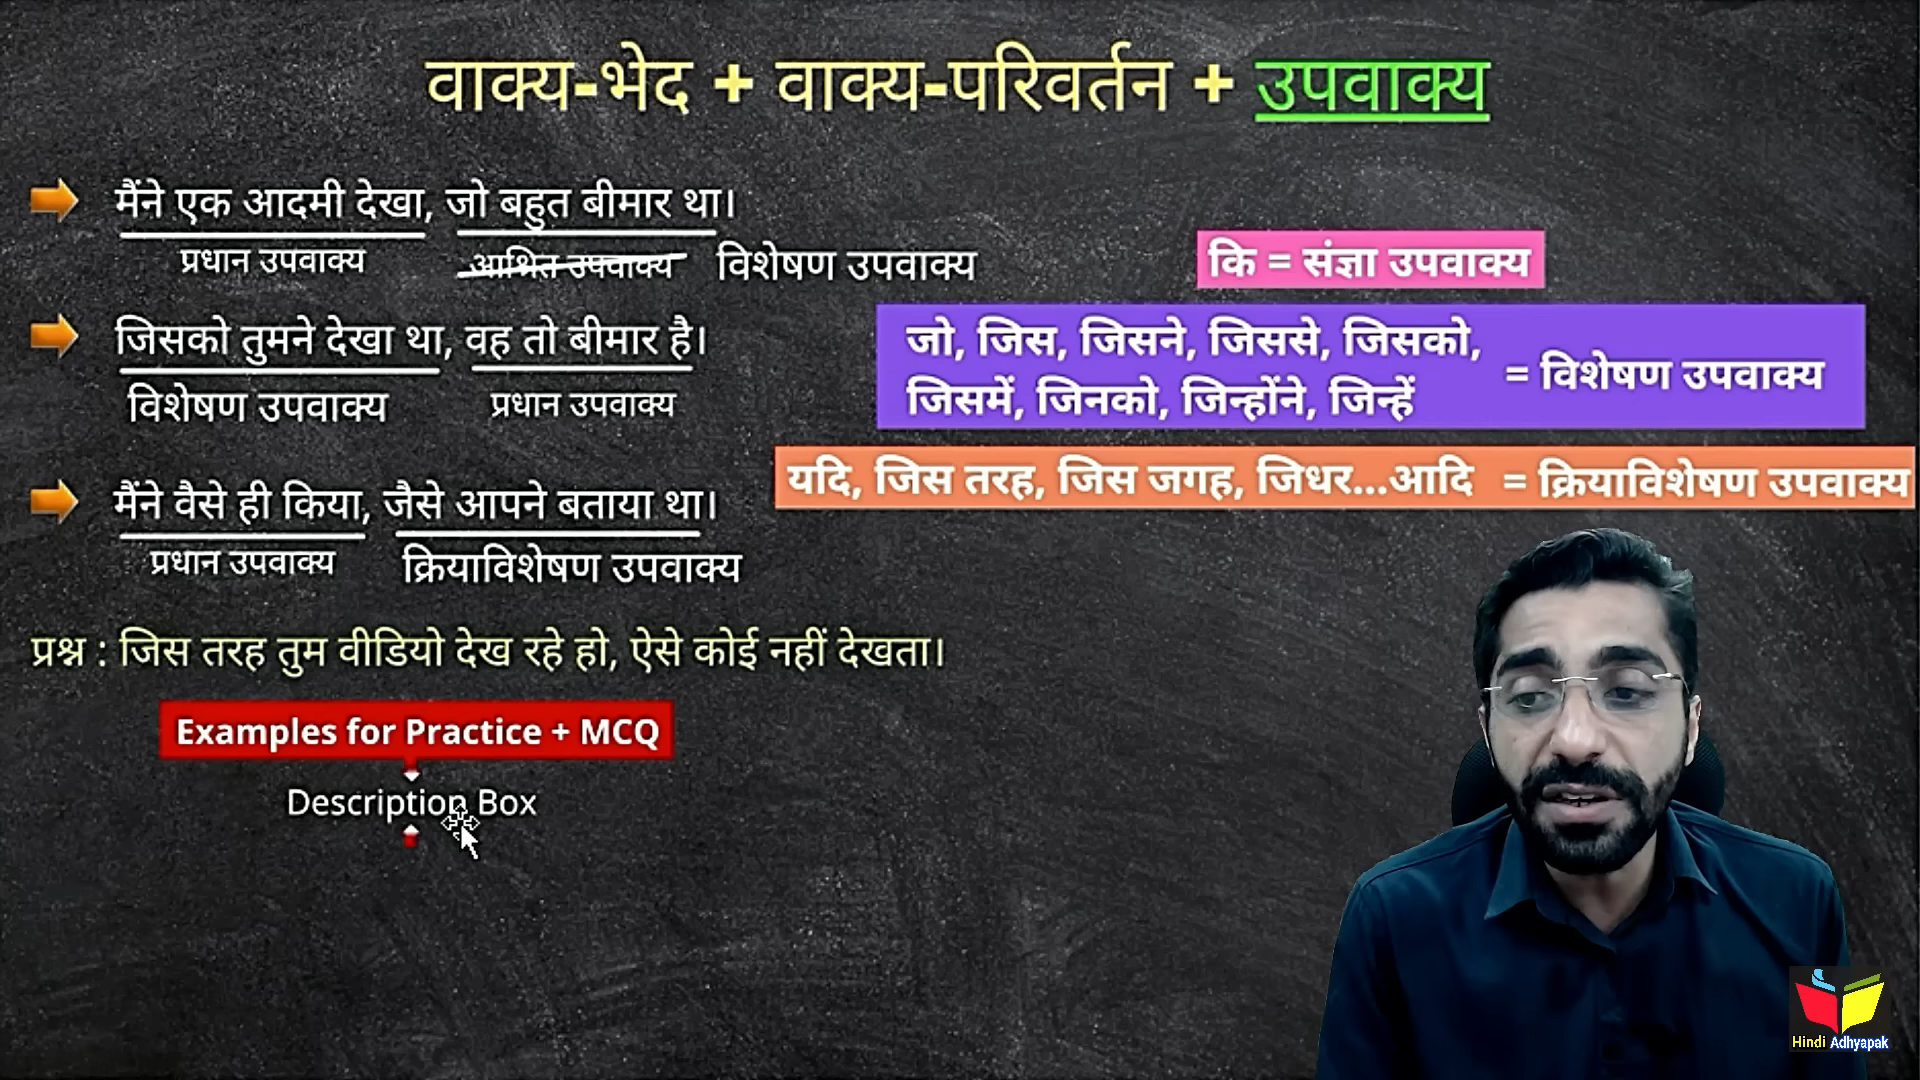 वाक्य-भेद + वाक्य-परिवर्तन + उपवाक्य
मैंने एक आदमी देखा, जो बहुत बीमार था।
प्रधान उपवाक्य आश्रित उपवाक्य विशेषण उपवाक्य
कि = संज्ञा उपवाक्य
जिसको तुमने देखा था, वह तो बीमार है।
विशेषण उपवाक्य प्रधान उपवाक्य
जो, जिस, जिसने, जिससे, जिसको,
जिसमें, जिनको, जिन्होंने, जिन्हें
= विशेषण उपवाक्य
यदि, जिस तरह, जिस जगह, जिधर...आदि = क्रियाविशेषण उपवाक्य
मैंने वैसे ही किया, जैसे आपने बताया था।
प्रधान उपवाक्य क्रियाविशेषण उपवाक्य
प्रश्न : जिस तरह तुम वीडियो देख रहे हो, ऐसे कोई नहीं देखता।
Examples for Practice + MCQ
Description Box
Hindi Adhyapak